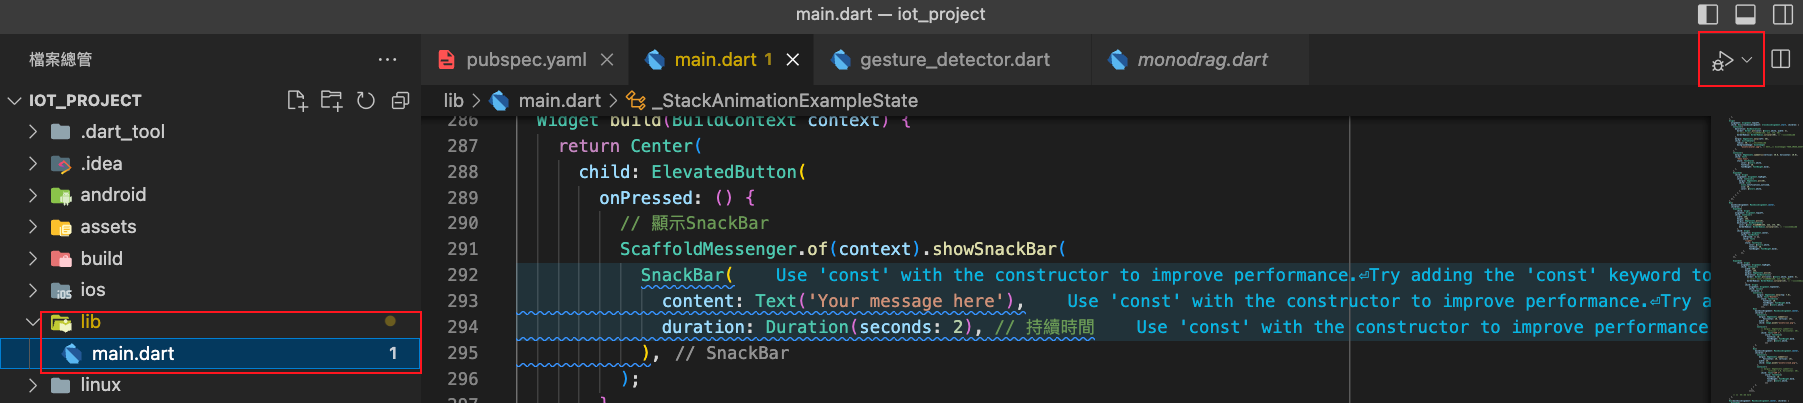 main.dart — iot_project
檔案總管 ...
pubspec.yaml
main.dart 1
gesture_detector.dart
monodrag.dart
IOT_PROJECT
lib > main.dart > _StackAnimationExampleState
.dart_tool
.idea
android
assets
build
ios
lib
main.dart 1
linux
286 Widget build(BuildContext context) {
287 return Center(
288 child: ElevatedButton(
289 onPressed: () {
290 // 顯示SnackBar
291 ScaffoldMessenger.of(context).showSnackBar(
292 SnackBar( Use 'const' with the constructor to improve performance.⏎Try adding the 'const' keyword to
293 content: Text('Your message here'), Use 'const' with the constructor to improve performance.⏎Try a
294 duration: Duration(seconds: 2), // 持續時間 Use 'const' with the constructor to improve performance
295 ), // SnackBar
296 );
297 }